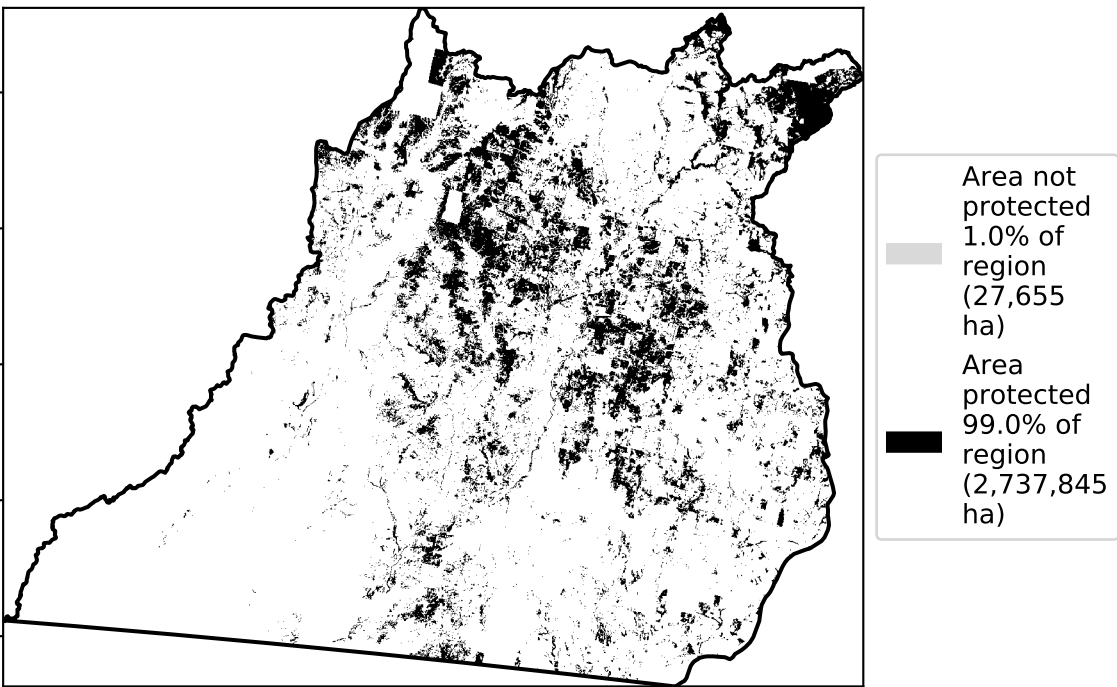 Area not
protected
1.0% of
region
(27,655
ha)
Area
protected
99.0% of
region
(2,737,845
ha)